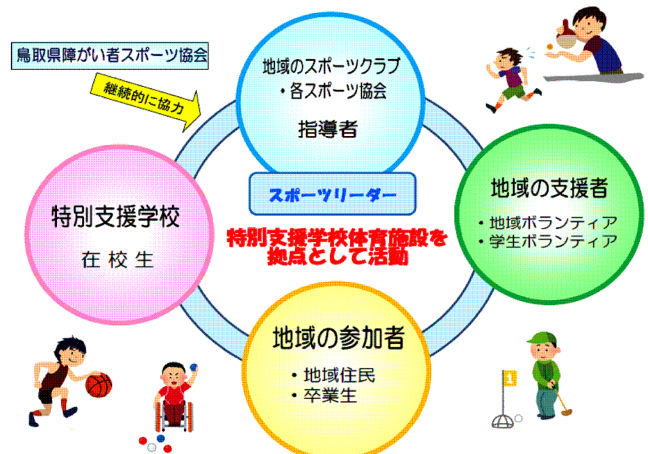 鳥取県障がい者スポーツ協会
継続的に協力
地域のスポーツクラブ
・各スポーツ協会
指導者
スポーツリーダー
特別支援学校
在校生
地域の支援者
・地域ボランティア
・学生ボランティア
特別支援学校体育施設を
拠点として活動
地域の参加者
・地域住民
・卒業生
1